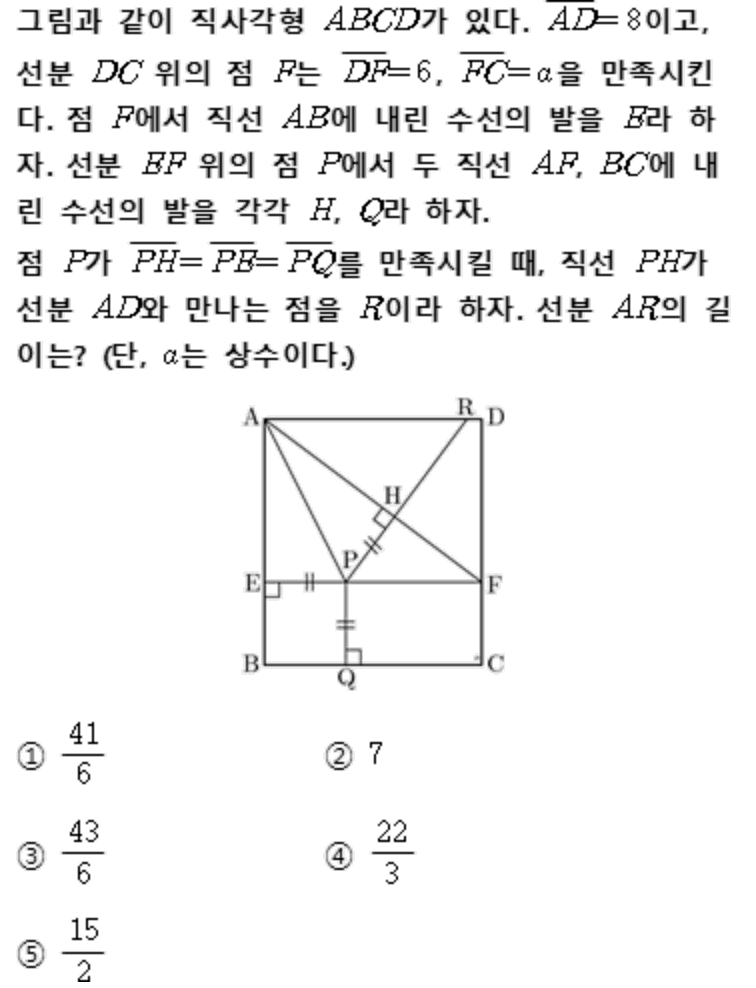 그림과 같이 직사각형 ABCD가 있다. AD=8이고,
선분 DC 위의 점 F는 DF=6, FC=a을 만족시킨
다. 점 F에서 직선 AB에 내린 수선의 발을 E라 하
자. 선분 EF 위의 점 P에서 두 직선 AF, BC에 내
린 수선의 발을 각각 H, Q라 하자.
점 P가 PH=PE=PQ를 만족시킬 때, 직선 PH가
선분 AD와 만나는 점을 R이라 하자. 선분 AR의 길
이는? (단, a는 상수이다.)
A R D
H
P
E F
B Q C
① 41/6 ② 7
③ 43/6 ④ 22/3
⑤ 15/2